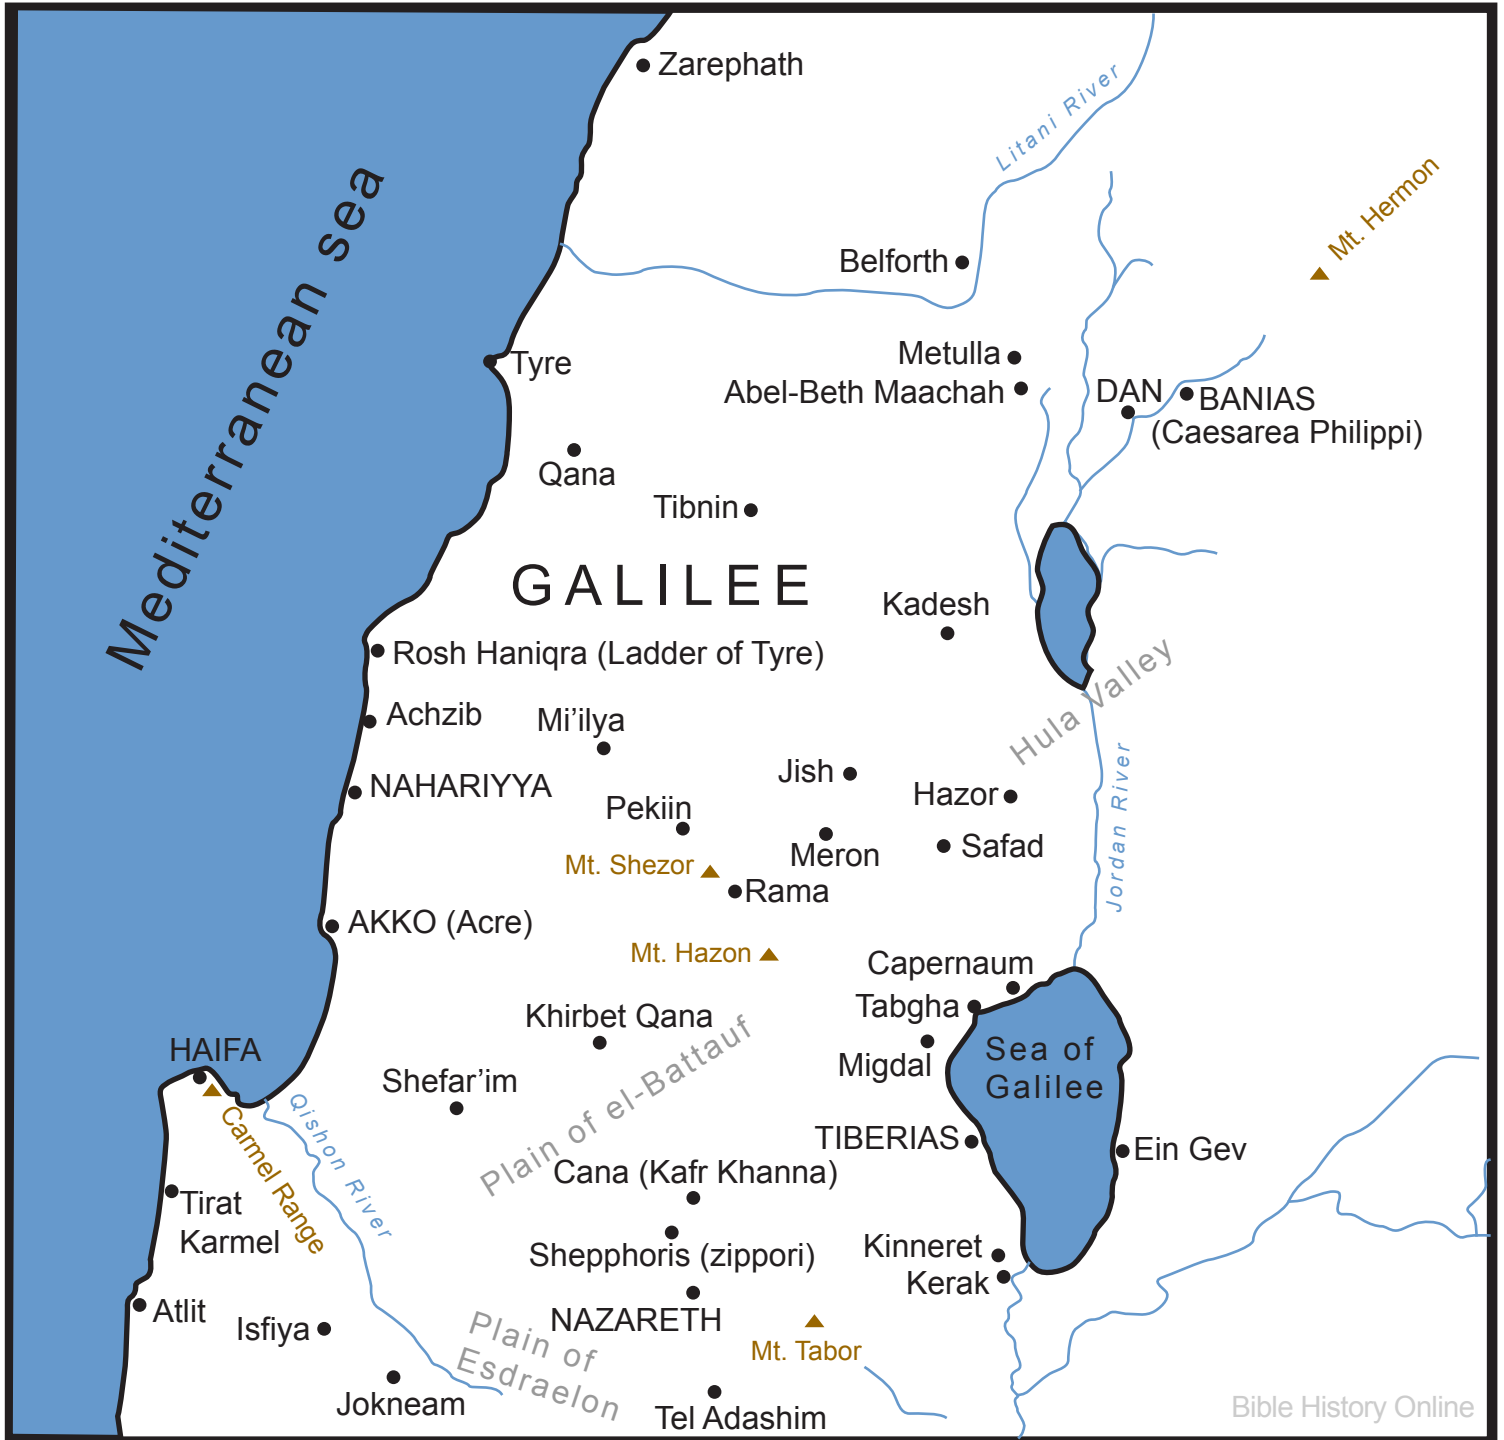 Zarephath
Litani River
Mt. Hermon
Mediterranean sea
Belforth
Tyre
Metulla
Abel-Beth Maachah
DAN
BANIAS
(Caesarea Philippi)
Qana
Tibnin
GALILEE
Kadesh
Rosh Haniqra (Ladder of Tyre)
Hula Valley
Achzib
Mi’ilya
Jish
NAHARIYYA
Hazor
Pekiin
Jordan River
Meron
Safad
Mt. Shezor
Rama
AKKO (Acre)
Mt. Hazon
Capernaum
Tabgha
Khirbet Qana
Plain of el-Battauf
HAIFA
Migdal
Sea of
Galilee
Shefar’im
Carmel Range
Qishon River
TIBERIAS
Ein Gev
Cana (Kafr Khanna)
Tirat
Karmel
Shepphoris (zippori)
Kinneret
Kerak
Atlit
Isfiya
NAZARETH
Plain of
Esdraelon
Mt. Tabor
Jokneam
Tel Adashim
Bible History Online